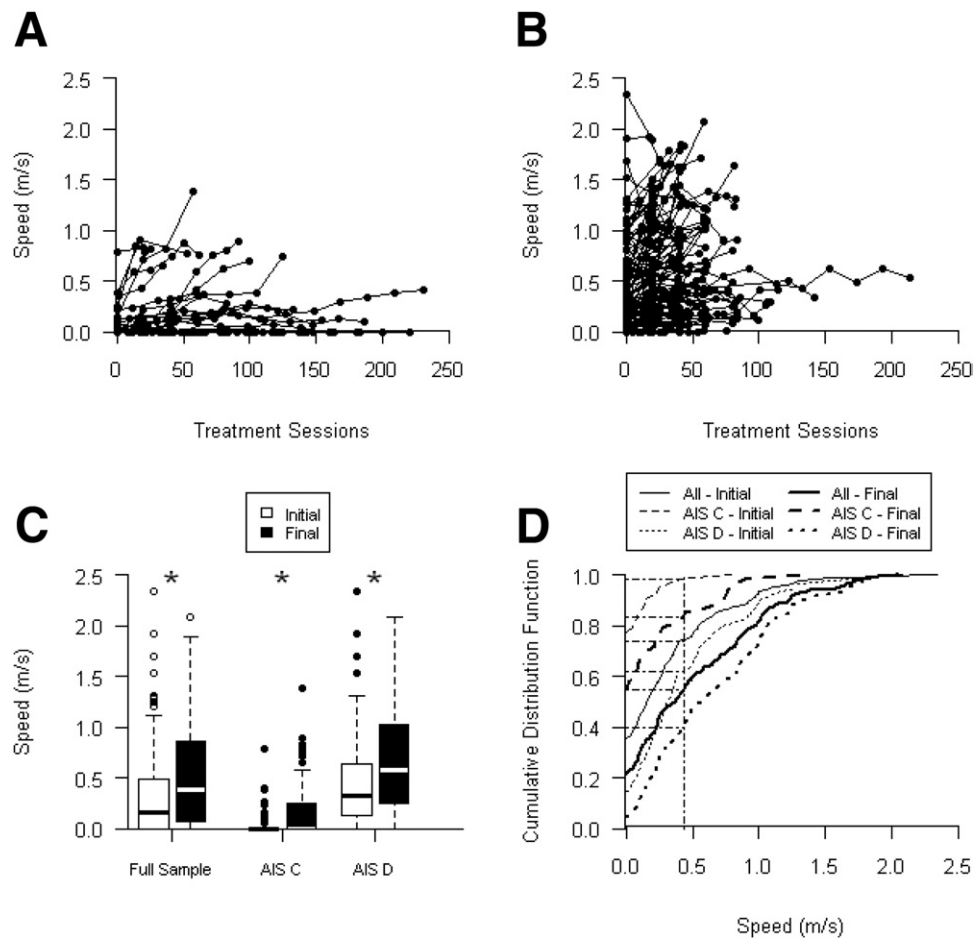 A
2.5
2.0
1.5
1.0
0.5
0.0
Speed (m/s)
0 50 100 150 200 250
Treatment Sessions
B
2.5
2.0
1.5
1.0
0.5
0.0
Speed (m/s)
0 50 100 150 200 250
Treatment Sessions
C
Initial
Final
2.5
2.0
1.5
1.0
0.5
0.0
Speed (m/s)
* * *
Full Sample AIS C AIS D
D
All - Initial All - Final
AIS C - Initial AIS C - Final
AIS D - Initial AIS D - Final
1.0
0.8
0.6
0.4
0.2
0.0
Cumulative Distribution Function
0.0 0.5 1.0 1.5 2.0 2.5
Speed (m/s)